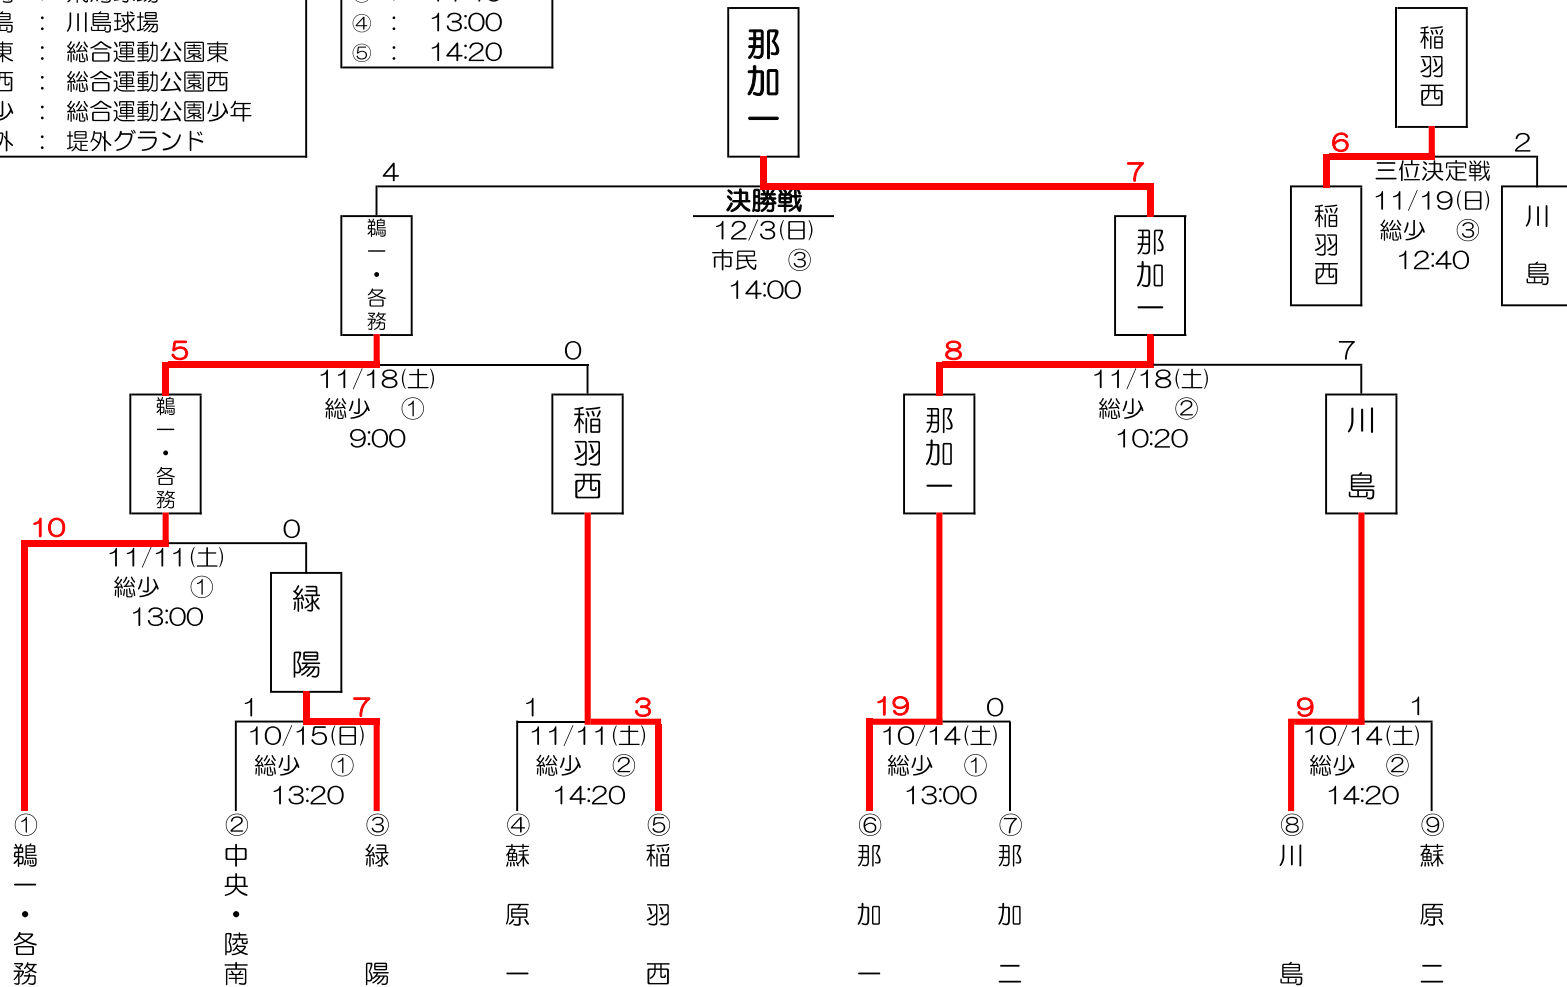 島 : 川島球場
東 : 総合運動公園東
西 : 総合運動公園西
少 : 総合運動公園少年
外 : 堤外グランド
④ : 13:00
⑤ : 14:20
那加一
稲羽西
4
7
決勝戦
12/3(日)
市民 ③
14:00
6
2
三位決定戦
11/19(日)
総少 ③
12:40
稲羽西
川島
鵜一・各務
那加一
5
0
11/18(土)
総少 ①
9:00
8
7
11/18(土)
総少 ②
10:20
鵜一・各務
稲羽西
那加一
川島
10
0
11/11(土)
総少 ①
13:00
緑陽
1
7
10/15(日)
総少 ①
13:20
1
3
11/11(土)
総少 ②
14:20
19
0
10/14(土)
総少 ①
13:00
9
1
10/14(土)
総少 ②
14:20
①鵜一・各務
②中央・陵南
③緑陽
④蘇原一
⑤稲羽西
⑥那加一
⑦那加二
⑧川島
⑨蘇原二